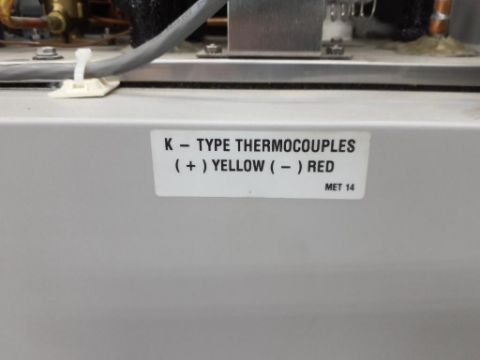 K – TYPE THERMOCOUPLES
( + ) YELLOW ( – ) RED
MET 14